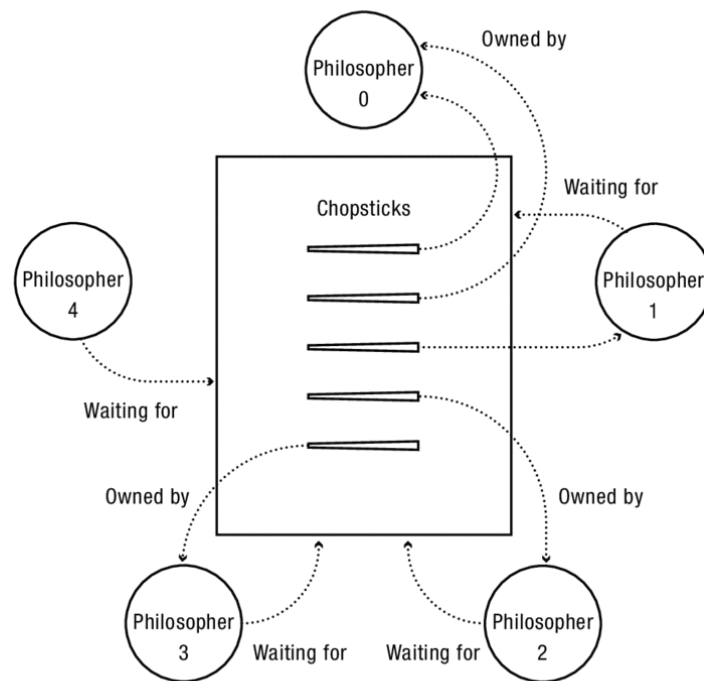 Owned by
Philosopher
0
Waiting for
Chopsticks
Philosopher
4
Philosopher
1
Waiting for
Owned by
Owned by
Philosopher
3
Waiting for
Waiting for
Philosopher
2